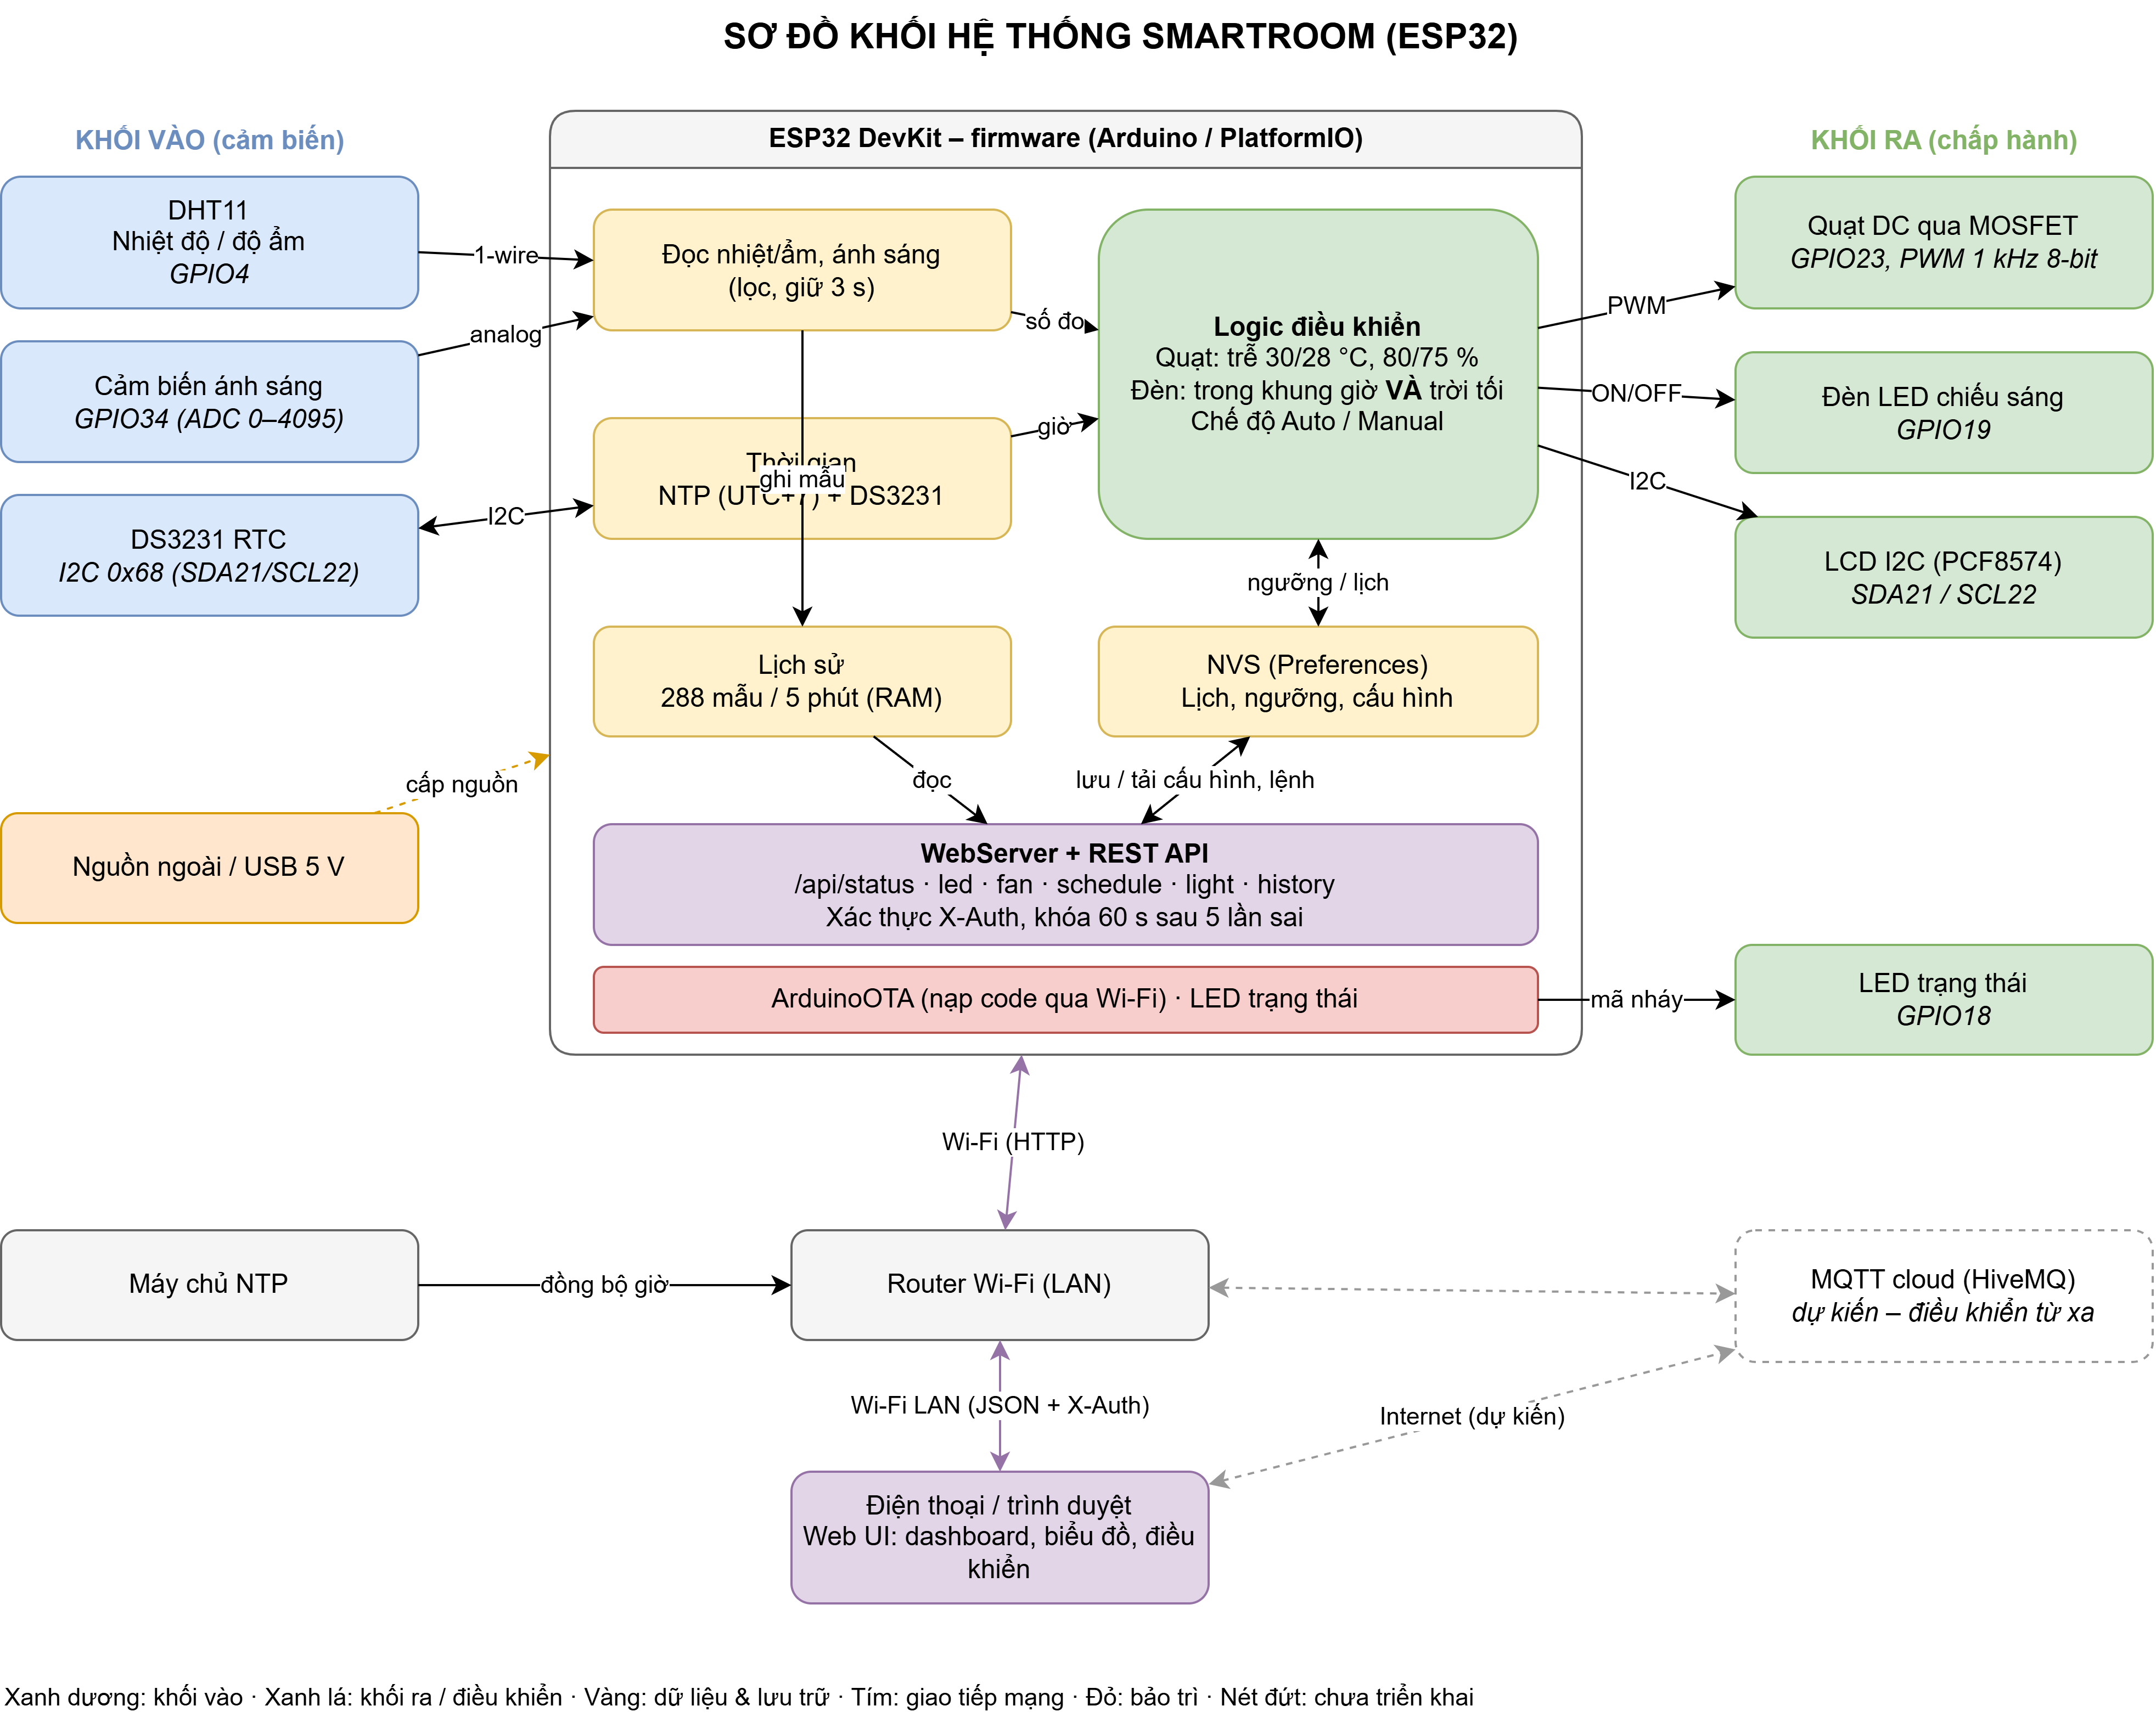 SƠ ĐỒ KHỐI HỆ THỐNG SMARTROOM (ESP32)
KHỐI VÀO (cảm biến)
DHT11
Nhiệt độ / độ ẩm
GPIO4
Cảm biến ánh sáng
GPIO34 (ADC 0–4095)
DS3231 RTC
I2C 0x68 (SDA21/SCL22)
Nguồn ngoài / USB 5 V
1-wire
analog
I2C
cấp nguồn
ESP32 DevKit – firmware (Arduino / PlatformIO)
Đọc nhiệt/ẩm, ánh sáng
(lọc, giữ 3 s)
số đo
Thời gian
NTP (UTC+7) + DS3231
ghi mẫu
giờ
Logic điều khiển
Quạt: trễ 30/28 °C, 80/75 %
Đèn: trong khung giờ VÀ trời tối
Chế độ Auto / Manual
ngưỡng / lịch
Lịch sử
288 mẫu / 5 phút (RAM)
NVS (Preferences)
Lịch, ngưỡng, cấu hình
đọc
lưu / tải cấu hình, lệnh
WebServer + REST API
/api/status · led · fan · schedule · light · history
Xác thực X-Auth, khóa 60 s sau 5 lần sai
ArduinoOTA (nạp code qua Wi-Fi) · LED trạng thái
PWM
ON/OFF
I2C
mã nháy
KHỐI RA (chấp hành)
Quạt DC qua MOSFET
GPIO23, PWM 1 kHz 8-bit
Đèn LED chiếu sáng
GPIO19
LCD I2C (PCF8574)
SDA21 / SCL22
LED trạng thái
GPIO18
Wi-Fi (HTTP)
Máy chủ NTP
đồng bộ giờ
Router Wi-Fi (LAN)
MQTT cloud (HiveMQ)
dự kiến – điều khiển từ xa
Wi-Fi LAN (JSON + X-Auth)
Internet (dự kiến)
Điện thoại / trình duyệt
Web UI: dashboard, biểu đồ, điều
khiển
Xanh dương: khối vào · Xanh lá: khối ra / điều khiển · Vàng: dữ liệu & lưu trữ · Tím: giao tiếp mạng · Đỏ: bảo trì · Nét đứt: chưa triển khai